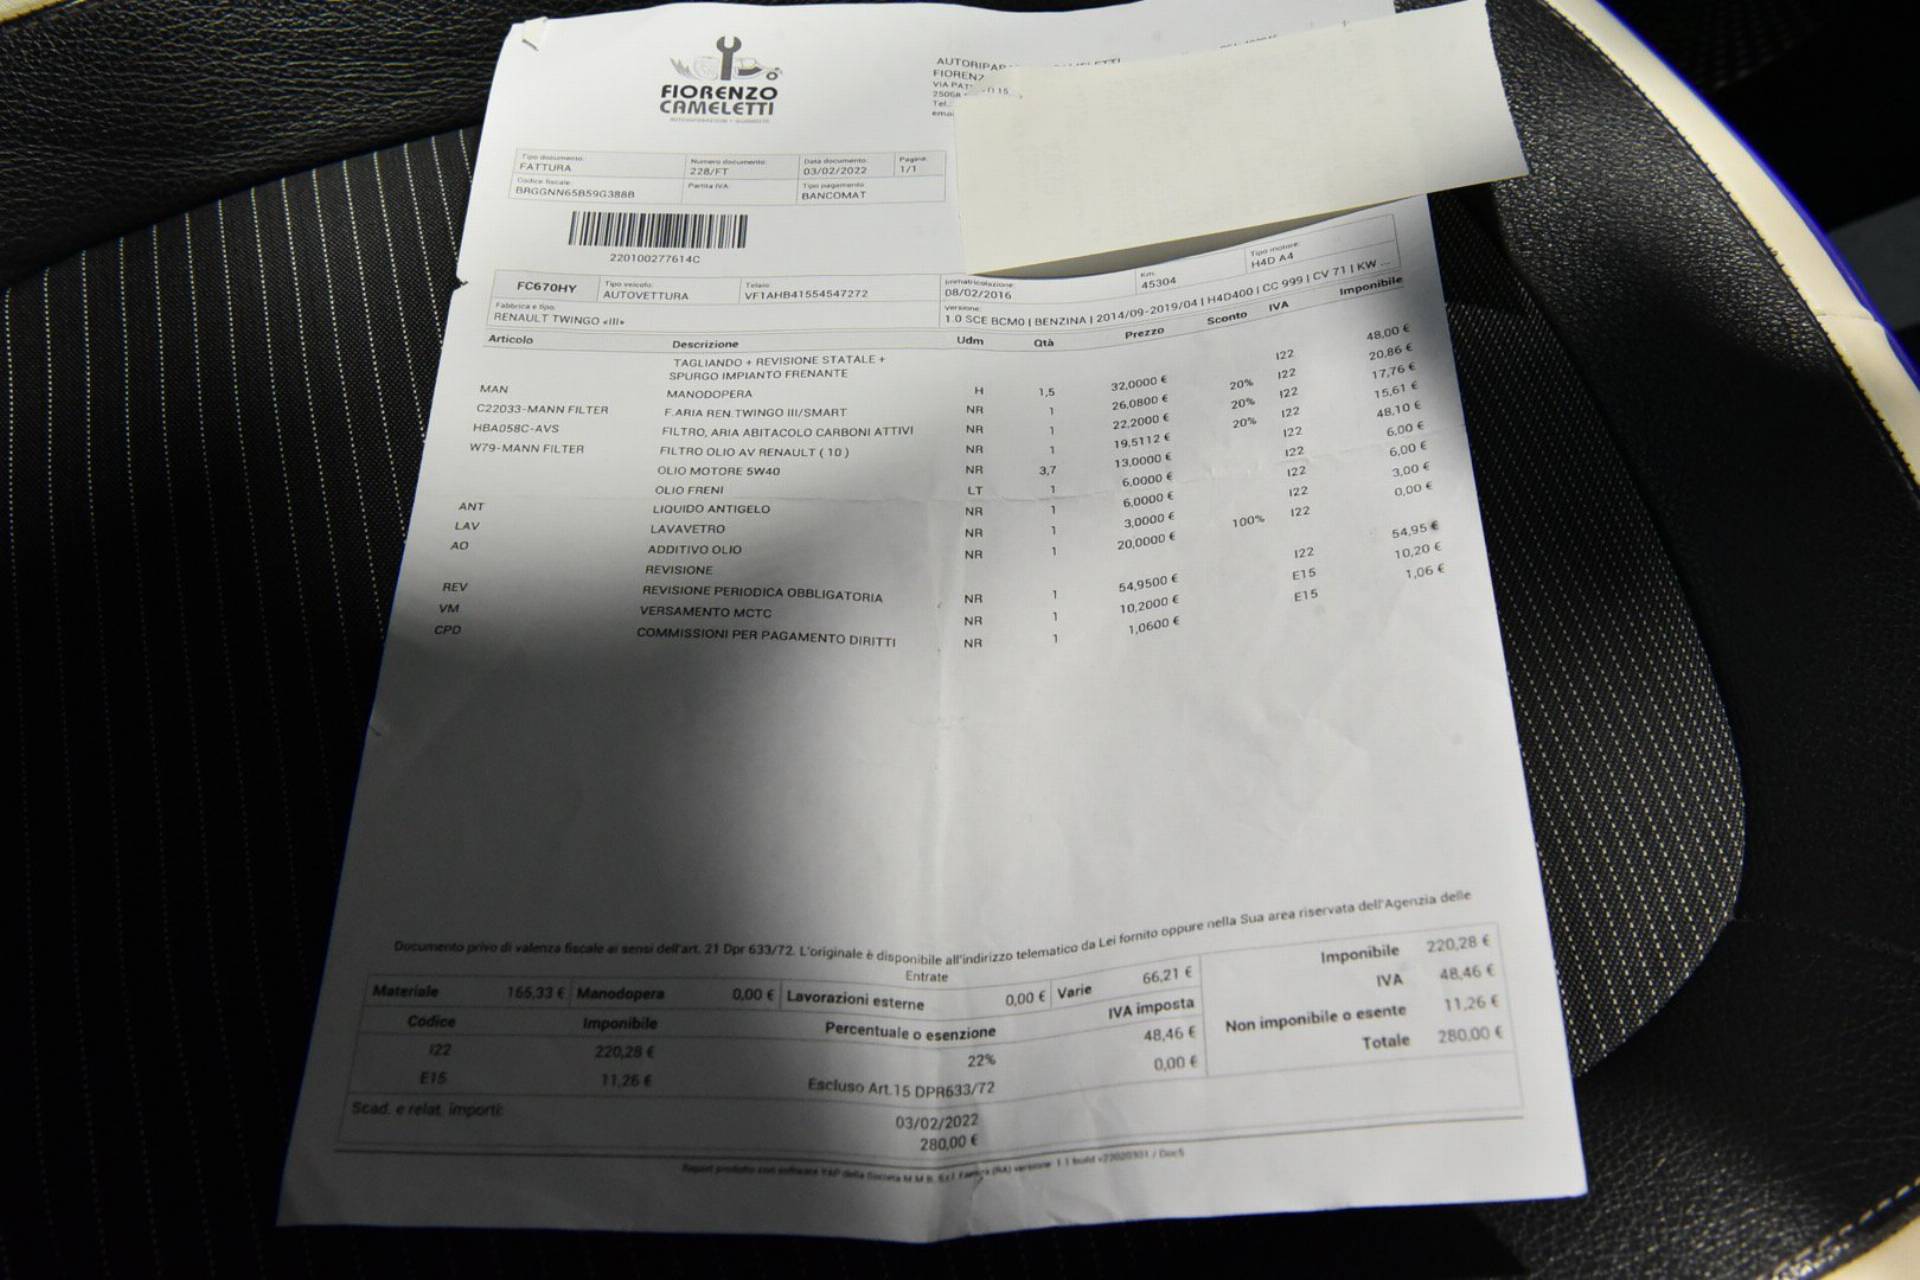 FIORENZO
CAMELETTI
AUTORIPAR
FIORENZ
VIA PAT 15
Tel.
Tipo documento: Numero documento: Data documento: Pagina:
FATTURA 228/FT 03/02/2022 1/1
Codice fiscale: Partita IVA: Tipo pagamento:
BRGGNN65B59G388B BANCOMAT
220100277614C
FC670HY Tipo veicolo: AUTOVETTURA Telaio: VF1AHB41554547272 Immatricolazione: 08/02/2016 Km: 45304 Tipo motore: H4D A4
Fabbrica e tipo: RENAULT TWINGO «III» Versione: 1.0 SCE BCM0 | BENZINA | 2014/09-2019/04 | H4D400 | CC 999 | CV 71 | KW ...
Articolo Descrizione Udm Qtà Prezzo Sconto IVA Imponibile
TAGLIANDO + REVISIONE STATALE +
SPURGO IMPIANTO FRENANTE
MAN MANODOPERA H 1,5 32,0000 € I22 48,00 €
C22033-MANN FILTER F.ARIA REN.TWINGO III/SMART NR 1 26,0800 € 20% I22 20,86 €
HBA058C-AVS FILTRO, ARIA ABITACOLO CARBONI ATTIVI NR 1 22,2000 € 20% I22 17,76 €
W79-MANN FILTER FILTRO OLIO AV RENAULT ( 10 ) NR 1 19,5112 € 20% I22 15,61 €
OLIO MOTORE 5W40 NR 3,7 13,0000 € I22 48,10 €
OLIO FRENI LT 1 6,0000 € I22 6,00 €
ANT LIQUIDO ANTIGELO NR 1 6,0000 € I22 6,00 €
LAV LAVAVETRO NR 1 3,0000 € I22 3,00 €
AO ADDITIVO OLIO NR 1 20,0000 € 100% I22 0,00 €
REVISIONE
REV REVISIONE PERIODICA OBBLIGATORIA NR 1 54,9500 € I22 54,95 €
VM VERSAMENTO MCTC NR 1 10,2000 € E15 10,20 €
CPD COMMISSIONI PER PAGAMENTO DIRITTI NR 1 1,0600 € E15 1,06 €
Documento privo di valenza fiscale ai sensi dell'art. 21 Dpr 633/72. L'originale è disponibile all'indirizzo telematico da Lei fornito oppure nella Sua area riservata dell'Agenzia delle
Entrate
Materiale 165,33 € Manodopera 0,00 € Lavorazioni esterne 0,00 € Varie 66,21 €
Codice Imponibile Percentuale o esenzione IVA imposta
I22 220,28 € 22% 48,46 €
E15 11,26 € Escluso Art.15 DPR633/72 0,00 €
Imponibile 220,28 €
IVA 48,46 €
Non imponibile o esente 11,26 €
Totale 280,00 €
Scad. e relat. importi: 03/02/2022
280,00 €
Report prodotto con software YAP della Società M.M.B. S.r.l. Faenza (RA) versione: 1.1 build